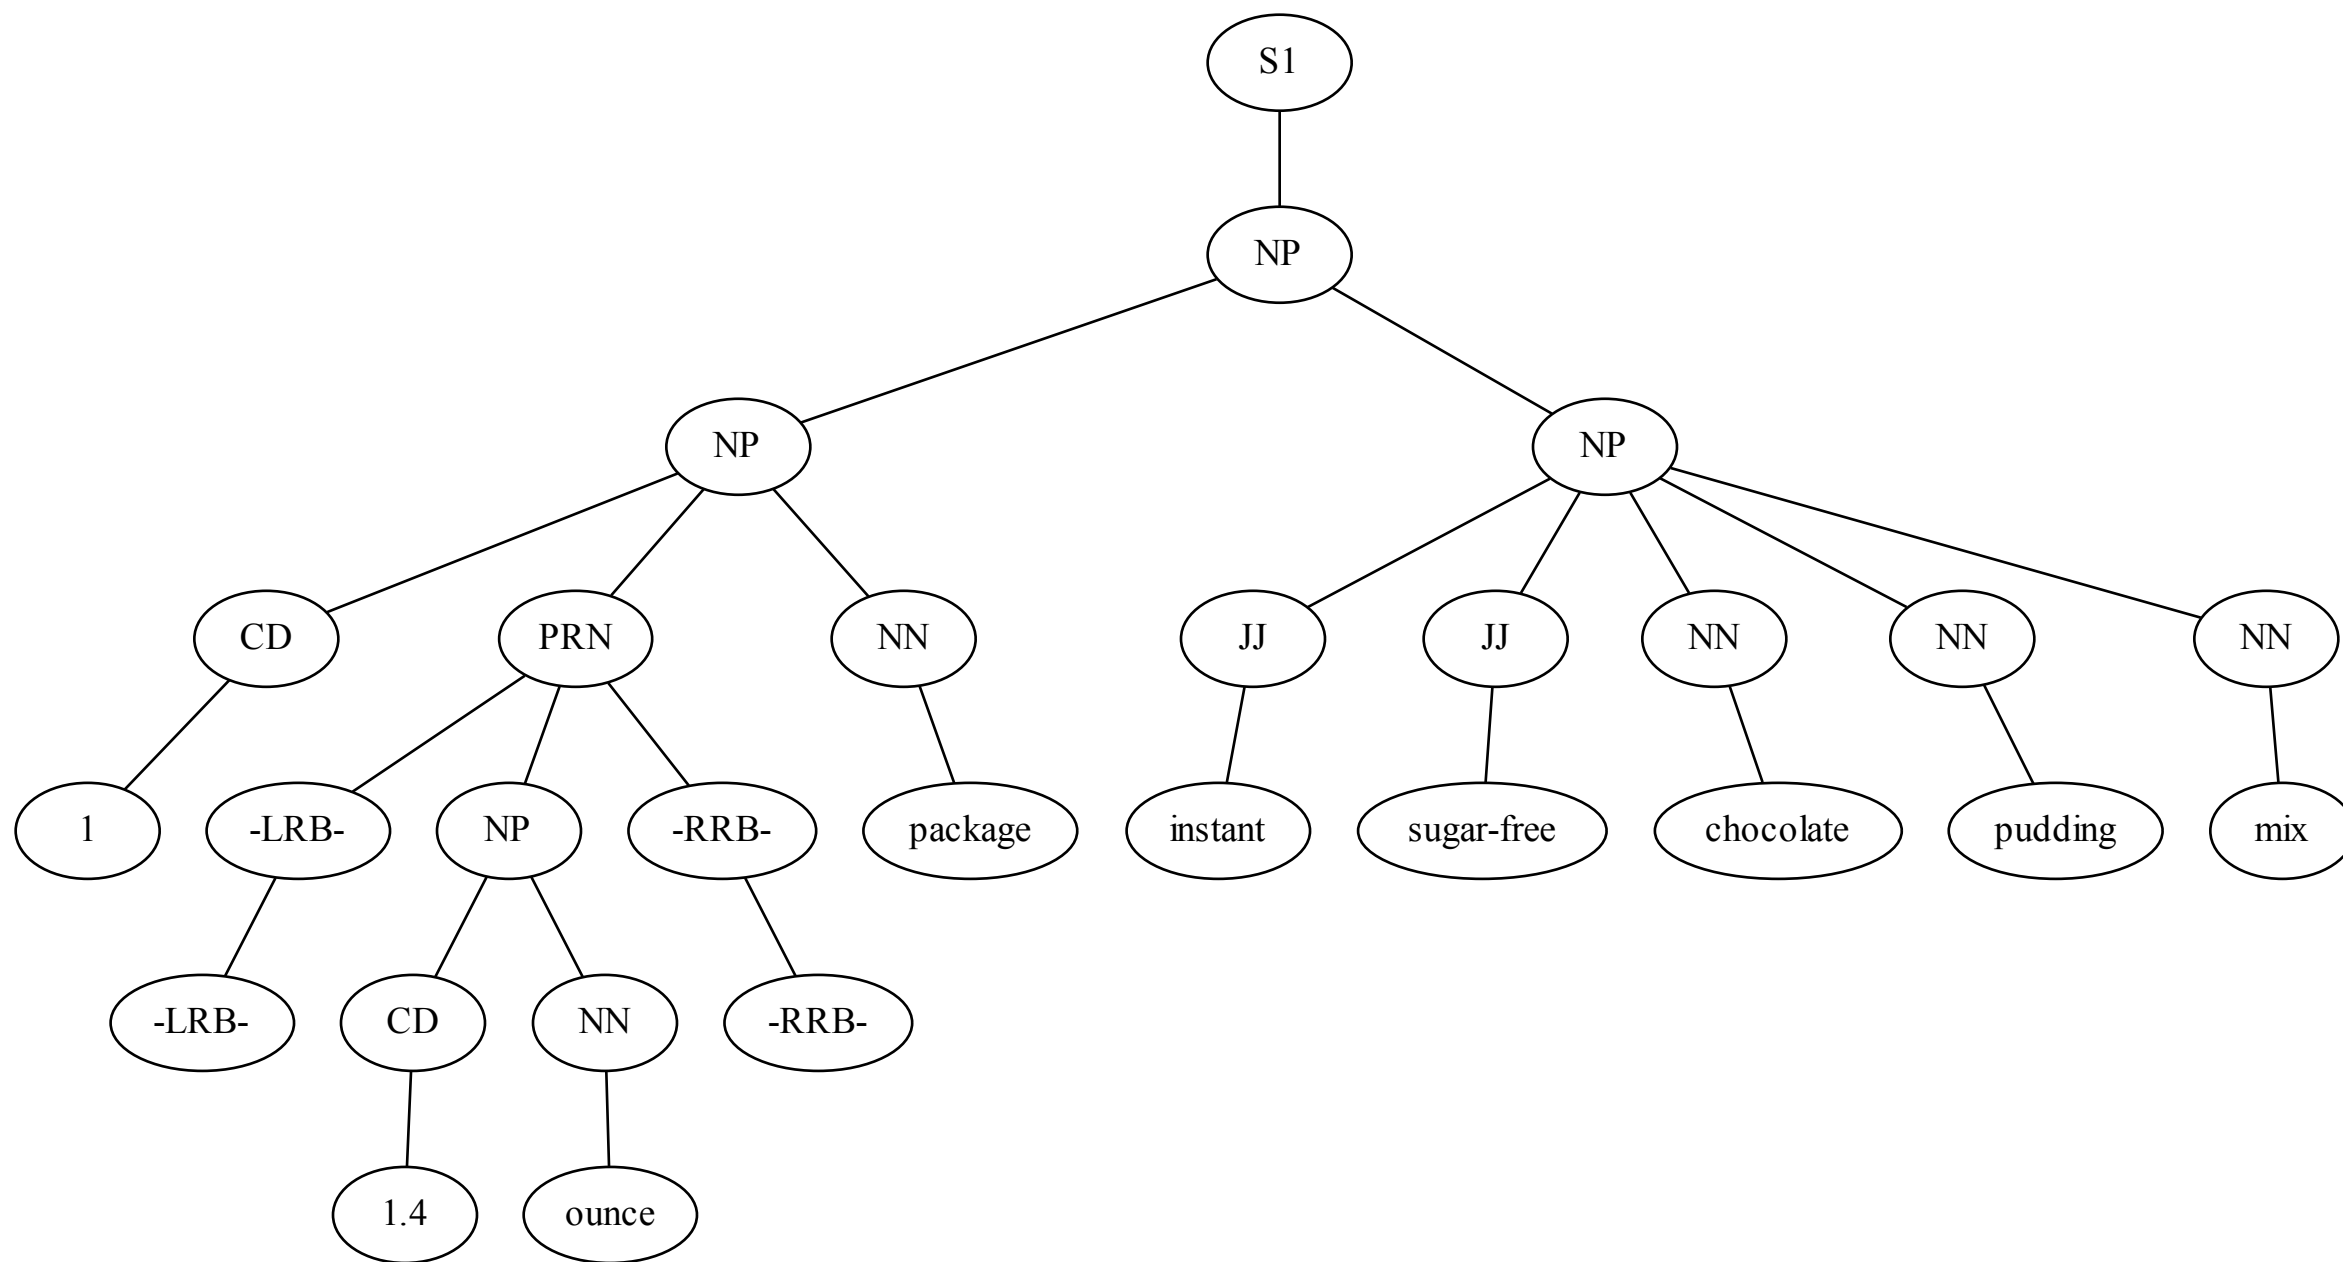 S1
NP
NP NP
CD PRN NN JJ JJ NN NN NN
1 -LRB- NP -RRB- package instant sugar-free chocolate pudding mix
-LRB- CD NN -RRB-
1.4 ounce